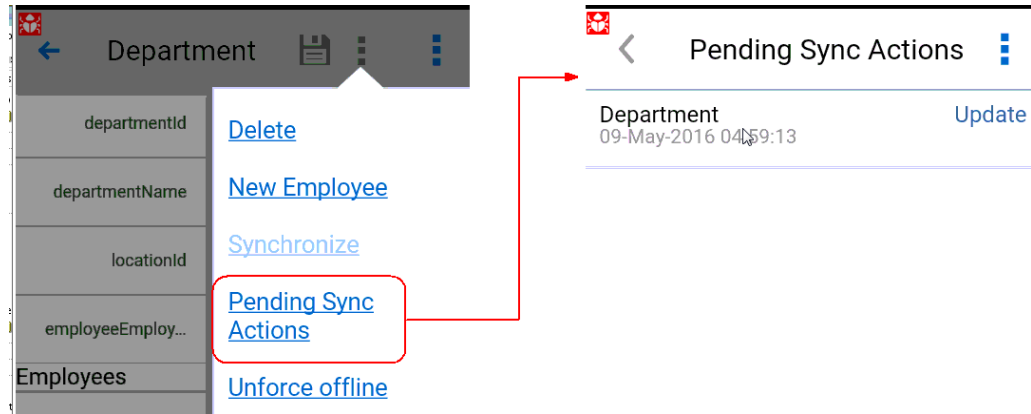 Department
departmentId
departmentName
locationId
employeeEmploy...
Employees
Delete
New Employee
Synchronize
Pending Sync
Actions
Unforce offline
Pending Sync Actions
Department
Update
09-May-2016 04:59:13